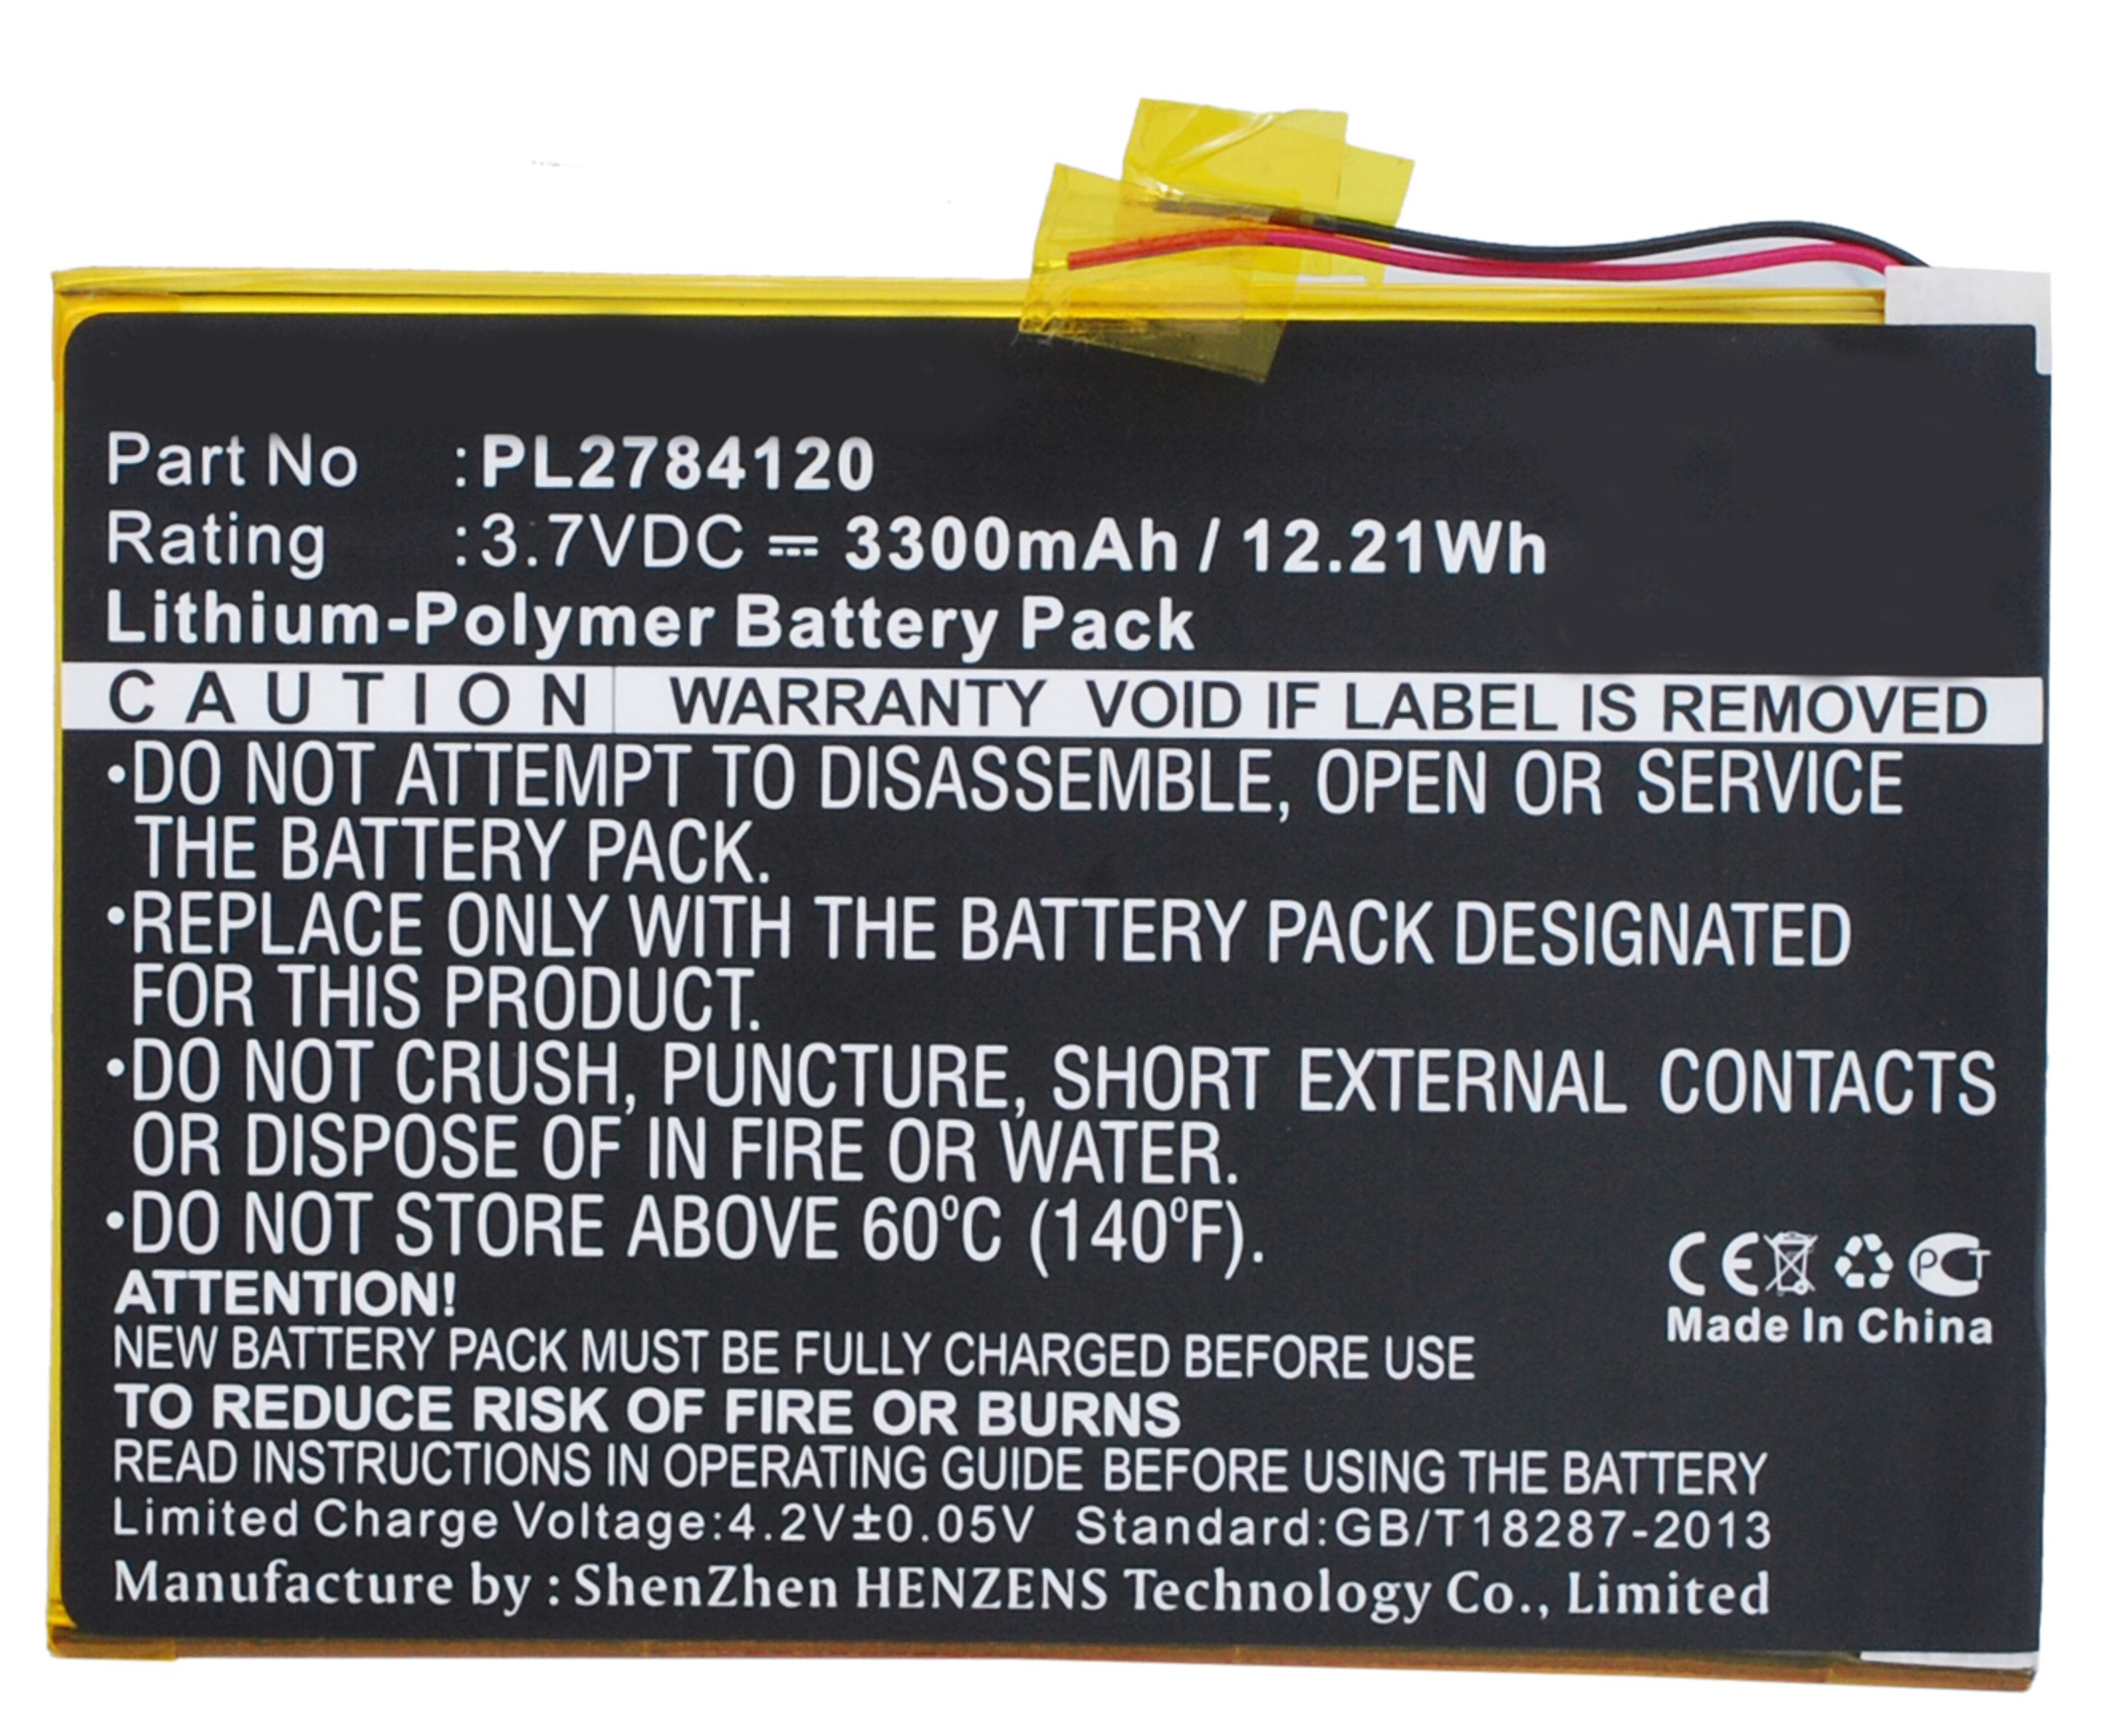 Part No : PL2784120
Rating : 3.7VDC ⎓ 3300mAh / 12.21Wh
Lithium-Polymer Battery Pack
CAUTION WARRANTY VOID IF LABEL IS REMOVED
•DO NOT ATTEMPT TO DISASSEMBLE, OPEN OR SERVICE
THE BATTERY PACK.
•REPLACE ONLY WITH THE BATTERY PACK DESIGNATED
FOR THIS PRODUCT.
•DO NOT CRUSH, PUNCTURE, SHORT EXTERNAL CONTACTS
OR DISPOSE OF IN FIRE OR WATER.
•DO NOT STORE ABOVE 60°C (140°F).
CE PCT
Made In China
ATTENTION!
NEW BATTERY PACK MUST BE FULLY CHARGED BEFORE USE
TO REDUCE RISK OF FIRE OR BURNS
READ INSTRUCTIONS IN OPERATING GUIDE BEFORE USING THE BATTERY
Limited Charge Voltage:4.2V±0.05V Standard:GB/T18287-2013
Manufacture by : ShenZhen HENZENS Technology Co., Limited